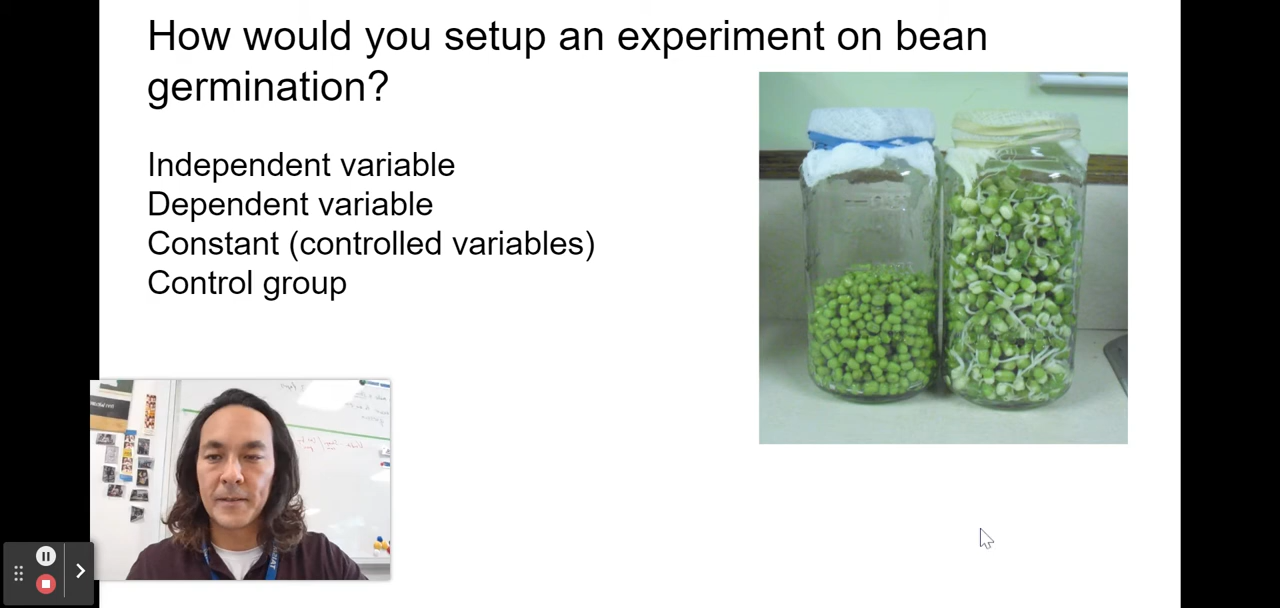 How would you setup an experiment on bean
germination?
Independent variable
Dependent variable
Constant (controlled variables)
Control group